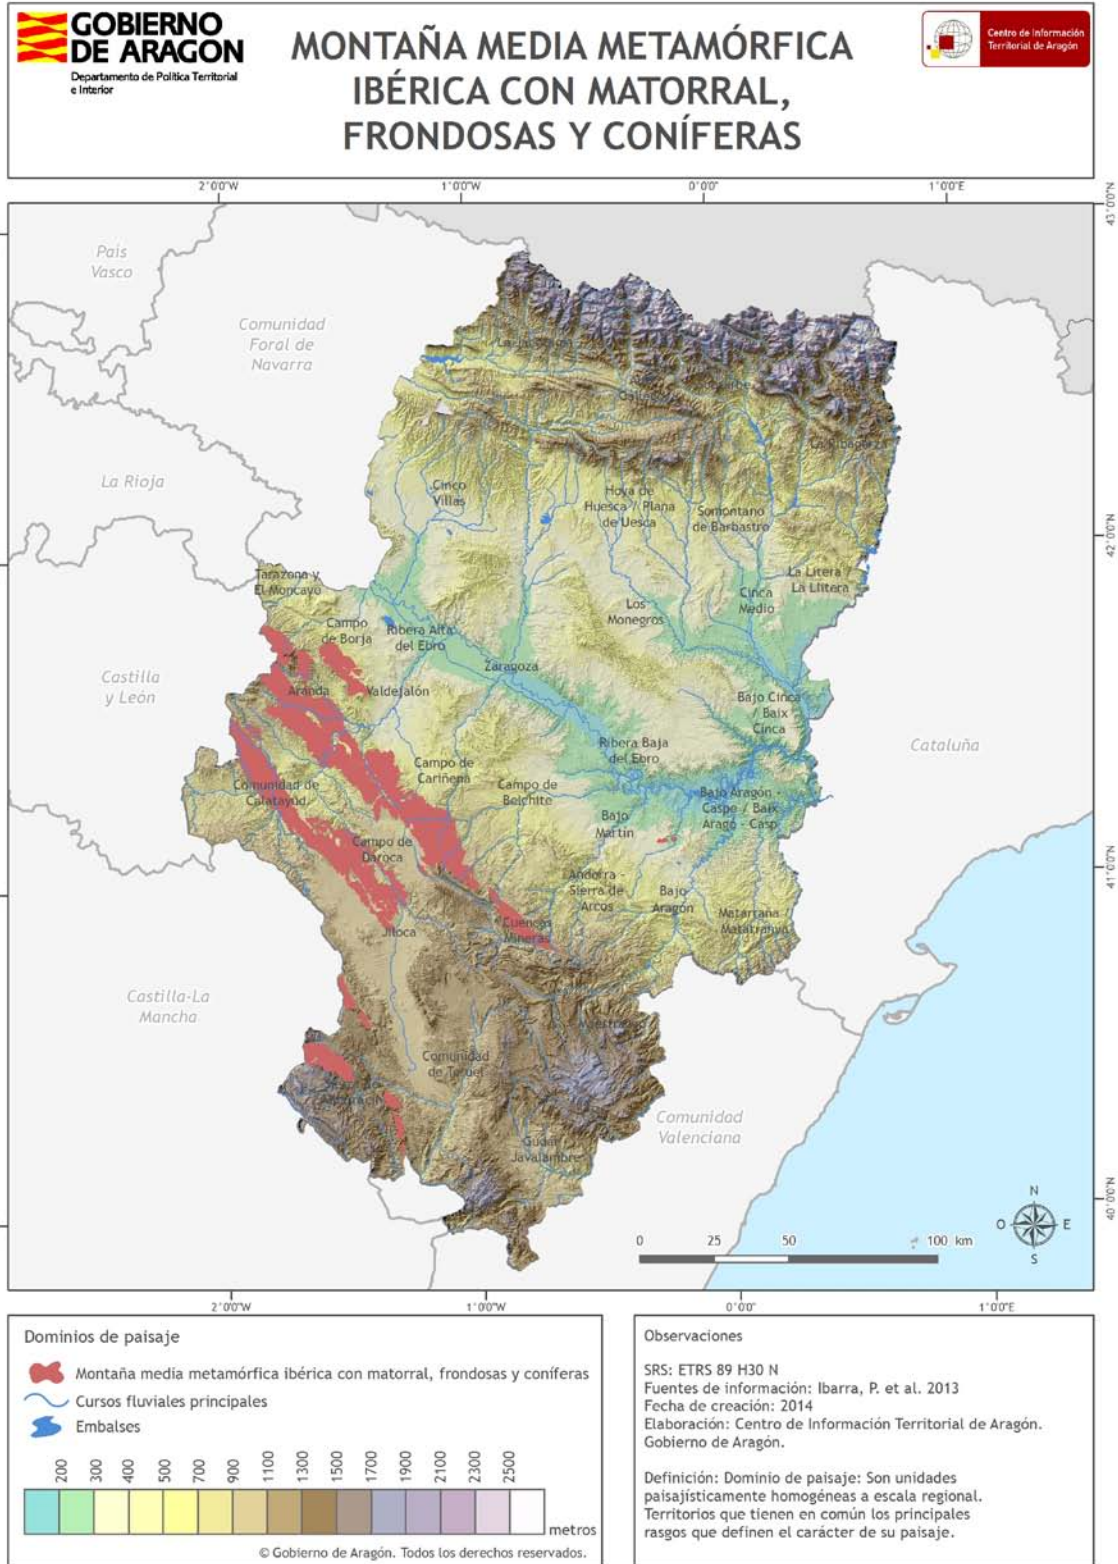 GOBIERNO
DE ARAGON
Departamento de Política Territorial
e Interior
MONTAÑA MEDIA METAMÓRFICA
IBÉRICA CON MATORRAL,
FRONDOSAS Y CONÍFERAS
Centro de Información
Territorial de Aragón
2°0'0"W
1°0'0"W
0°0'0"
1°0'0"E
43°0'0"N
País
Vasco
Comunidad
Foral de
Navarra
La Rioja
Cinco
Villas
Hoya de
Huesca / Plana
de Uesca
Somontano
de Barbastro
42°0'0"N
Tarazona y
El Moncayo
La Litera /
La Llitera
Cinca
Medio
Los
Monegros
Campo
de Borja
Ribera Alta
del Ebro
Zaragoza
Castilla
y León
Aranda
Valdejalón
Bajo Cinca
/ Baix
Cinca
Cataluña
Ribera Baja
del Ebro
Campo de
Cariñena
Comunidad de
Calatayud
Campo de
Belchite
Bajo Aragón -
Caspe / Baix
Aragó - Casp
Bajo
Martín
Campo de
Daroca
41°0'0"N
Andorra -
Sierra de
Arcos
Bajo
Aragón
Matarraña /
Matarranya
Cuencas
Mineras
Jiloca
Castilla-La
Mancha
Comunidad
de Teruel
Comunidad
Valenciana
Gúdar
Javalambre
40°0'0"N
N
O
E
S
0
25
50
100 km
2°0'0"W
1°0'0"W
0°0'0"
1°0'0"E
Dominios de paisaje
Montaña media metamórfica ibérica con matorral, frondosas y coníferas
Cursos fluviales principales
Embalses
200
300
400
500
700
900
1100
1300
1500
1700
1900
2100
2300
2500
metros
© Gobierno de Aragón. Todos los derechos reservados.
Observaciones
SRS: ETRS 89 H30 N
Fuentes de información: Ibarra, P. et al. 2013
Fecha de creación: 2014
Elaboración: Centro de Información Territorial de Aragón.
Gobierno de Aragón.
Definición: Dominio de paisaje: Son unidades
paisajísticamente homogéneas a escala regional.
Territorios que tienen en común los principales
rasgos que definen el carácter de su paisaje.